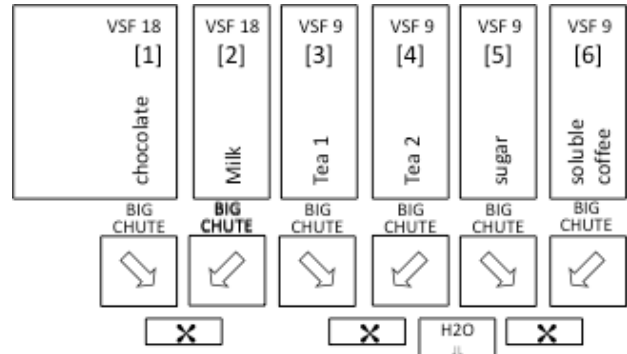 VSF 18 VSF 18 VSF 9 VSF 9 VSF 9 VSF 9
[1] [2] [3] [4] [5] [6]
chocolate
Milk
Tea 1
Tea 2
sugar
soluble
coffee
BIG BIG BIG BIG BIG BIG
CHUTE CHUTE CHUTE CHUTE CHUTE CHUTE
H2O